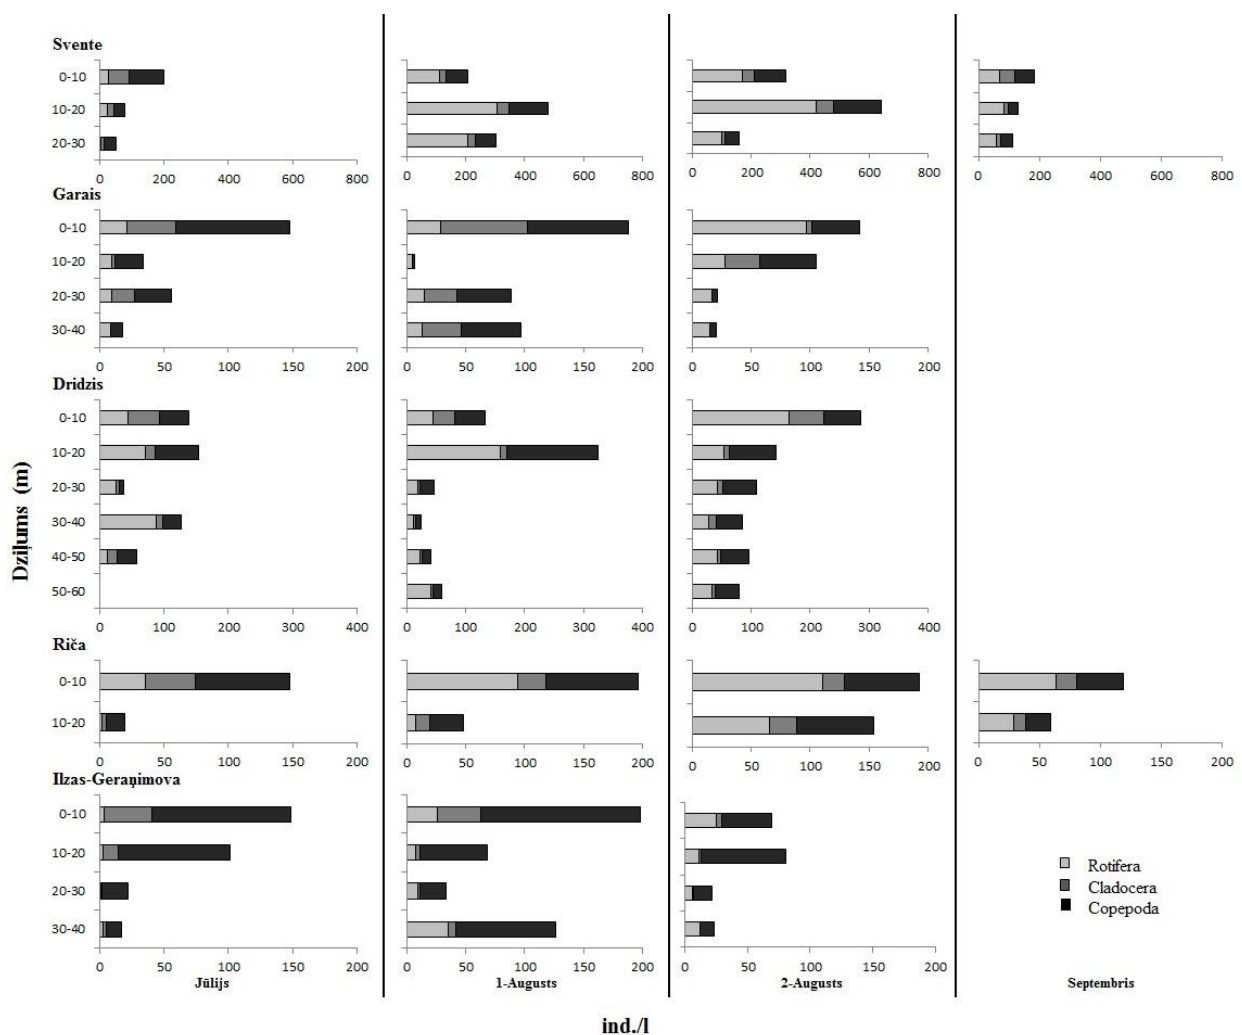 Svente
0-10
10-20
20-30
0 200 400 600 800
0 200 400 600 800
0 200 400 600 800
0 200 400 600 800
Garais
0-10
10-20
20-30
30-40
0 50 100 150 200
0 50 100 150 200
0 50 100 150 200
Dridzis
0-10
10-20
20-30
30-40
40-50
50-60
0 100 200 300 400
0 100 200 300 400
0 100 200 300 400
Dziļums (m)
Riča
0-10
10-20
0 50 100 150 200
0 50 100 150 200
0 50 100 150 200
0 50 100 150 200
Ilzas-Geraņimova
0-10
10-20
20-30
30-40
0 50 100 150 200
0 50 100 150 200
0 50 100 150 200
Rotifera
Cladocera
Copepoda
Jūlijs
1-Augusts
2-Augusts
Septembris
ind./l